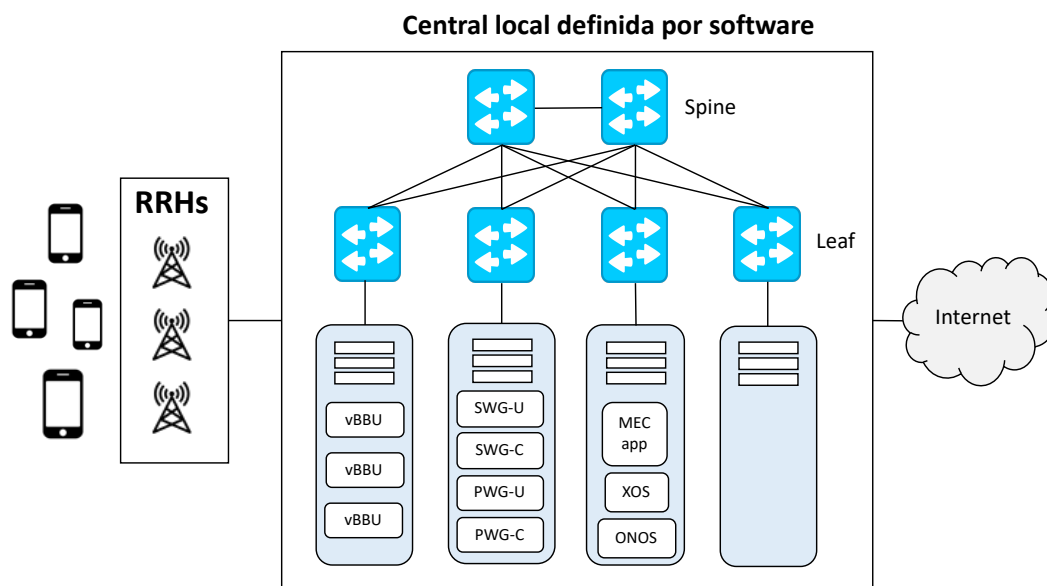 Central local definida por software
Spine
RRHs
Leaf
Internet
vBBU
vBBU
vBBU
SWG-U
SWG-C
PWG-U
PWG-C
MEC
app
XOS
ONOS